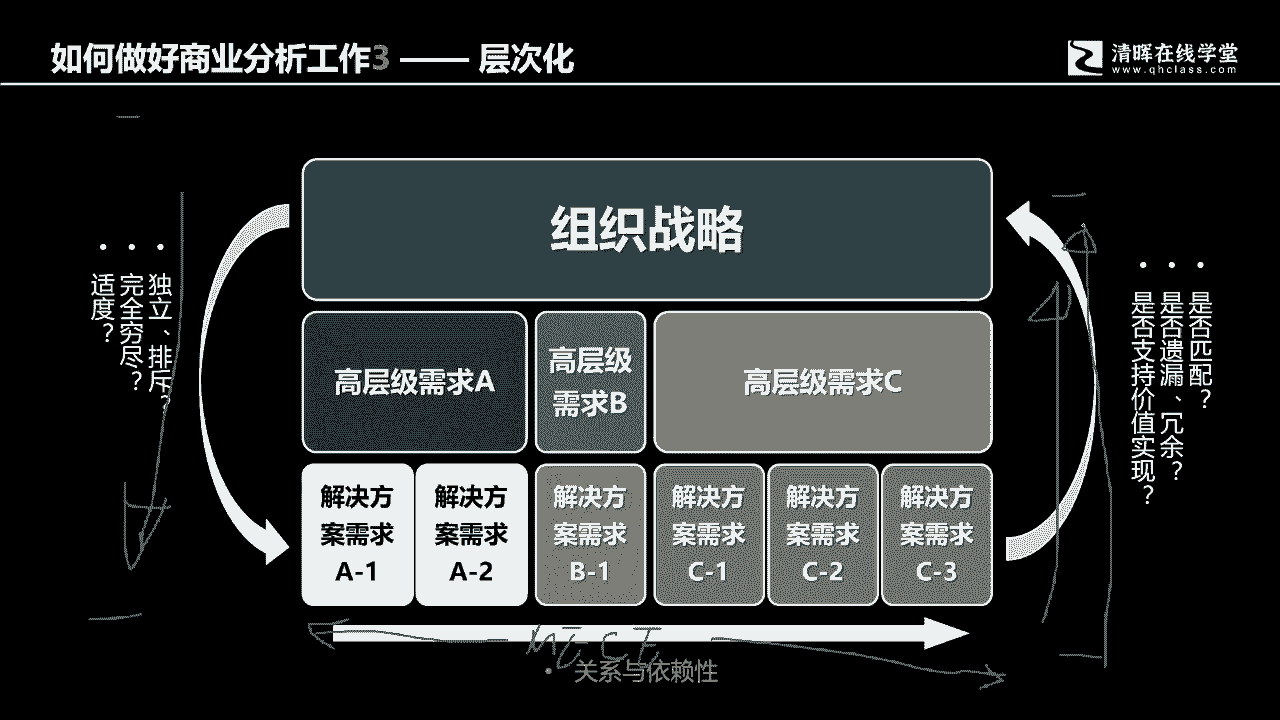 如何做好商业分析工作3 —— 层次化
清晖在线学堂
www.qhclass.com
组织战略
• 独立、排斥?
• 完全穷尽?
• 适度?
• 是否匹配?
• 是否遗漏、冗余?
• 是否支持价值实现?
高层级需求A
高层级
需求B
高层级需求C
解决方
案需求
A-1
解决方
案需求
A-2
解决方
案需求
B-1
解决方
案需求
C-1
解决方
案需求
C-2
解决方
案需求
C-3
MECE
• 关系与依赖性